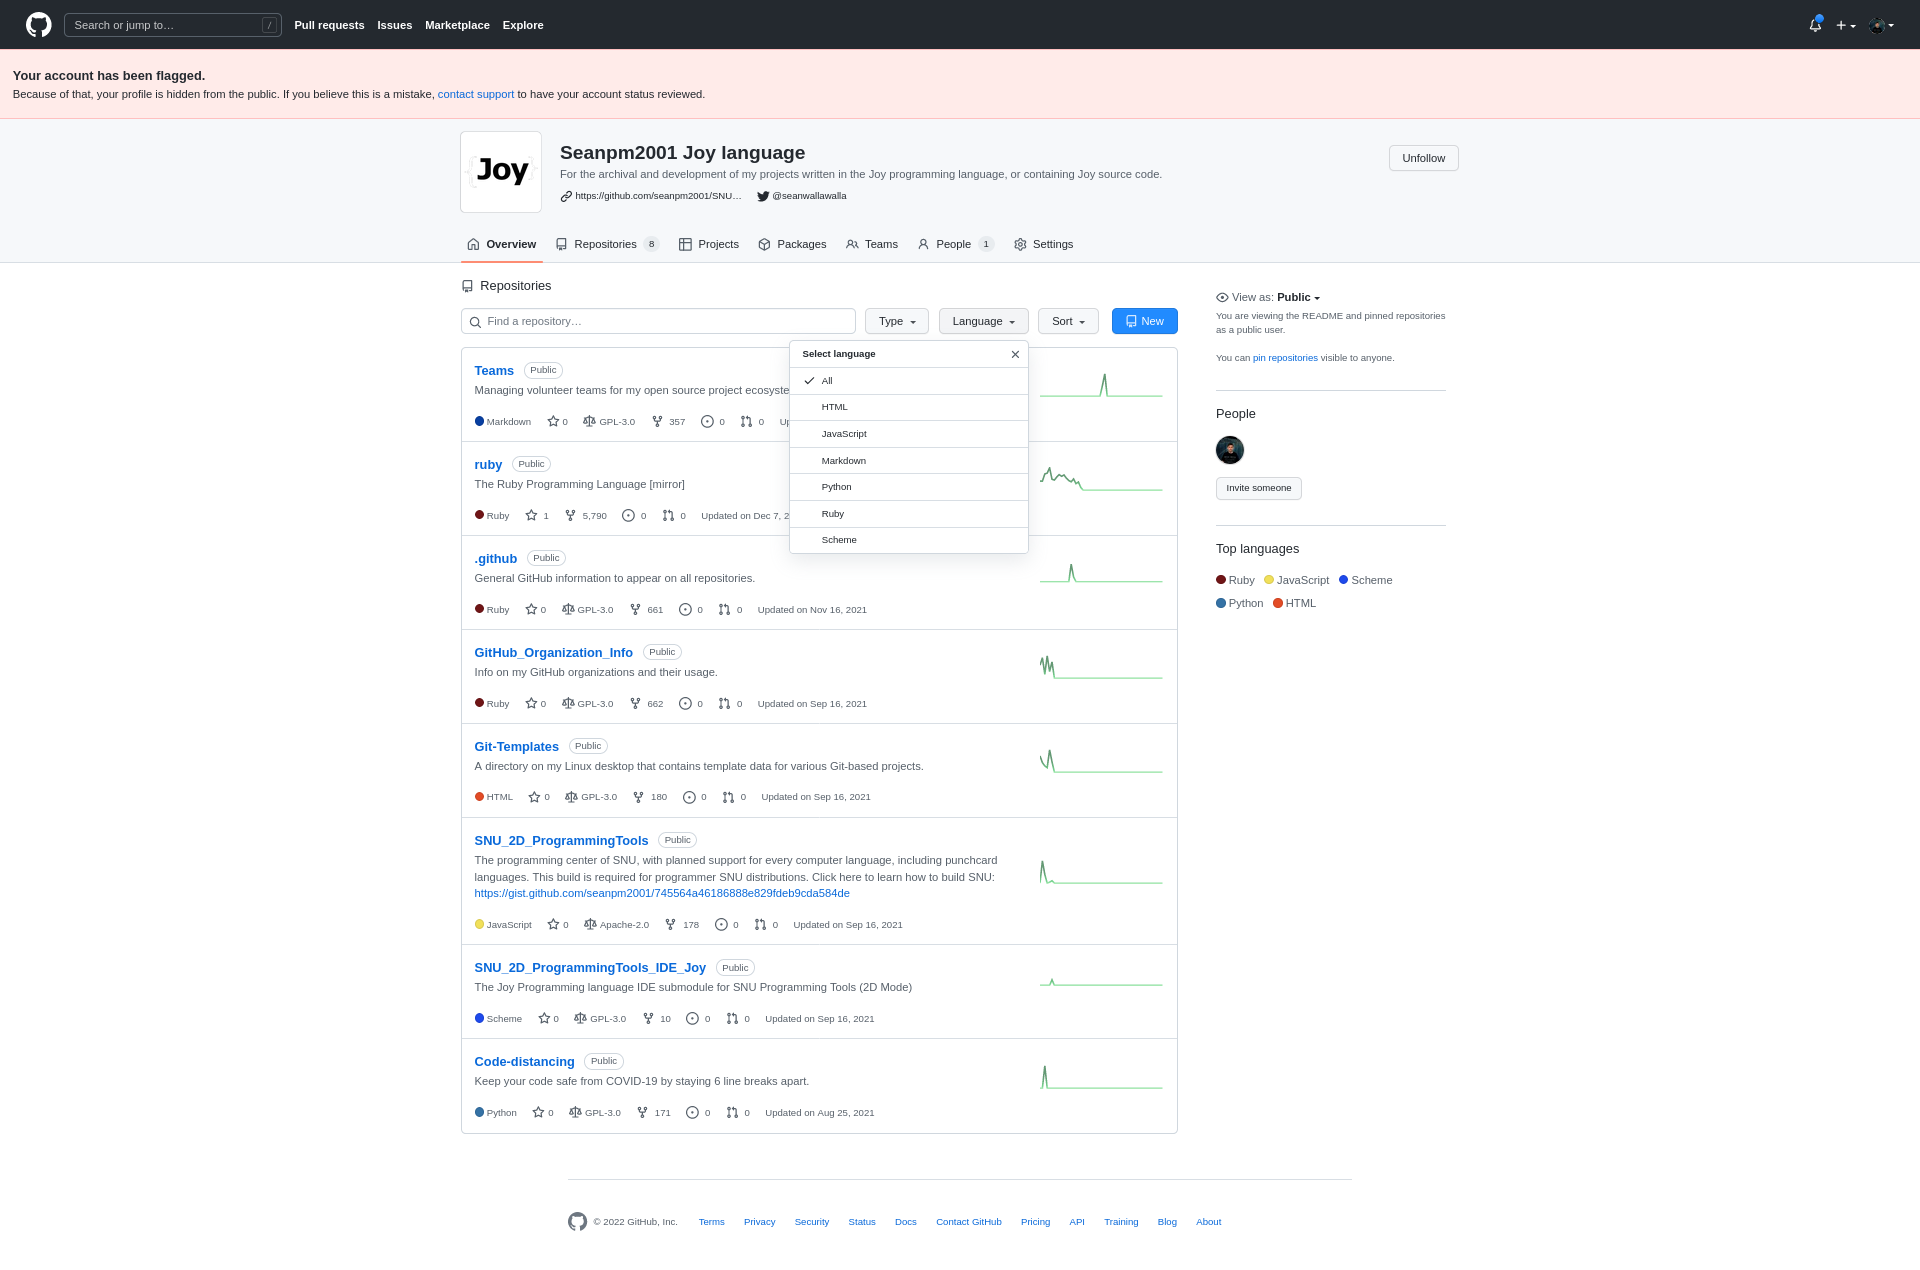 Search or jump to… /
Pull requests Issues Marketplace Explore
Your account has been flagged.
Because of that, your profile is hidden from the public. If you believe this is a mistake, contact support to have your account status reviewed.
{Joy}
Seanpm2001 Joy language
For the archival and development of my projects written in the Joy programming language, or containing Joy source code.
https://github.com/seanpm2001/SNU… @seanwallawalla
Unfollow
Overview Repositories 8 Projects Packages Teams People 1 Settings
Repositories
Find a repository… Type Language Sort New
Select language
All
HTML
JavaScript
Markdown
Python
Ruby
Scheme
Teams Public
Managing volunteer teams for my open source project ecosyste
Markdown 0 GPL-3.0 357 0 0 Up
ruby Public
The Ruby Programming Language [mirror]
Ruby 1 5,790 0 0 Updated on Dec 7, 2
.github Public
General GitHub information to appear on all repositories.
Ruby 0 GPL-3.0 661 0 0 Updated on Nov 16, 2021
GitHub_Organization_Info Public
Info on my GitHub organizations and their usage.
Ruby 0 GPL-3.0 662 0 0 Updated on Sep 16, 2021
Git-Templates Public
A directory on my Linux desktop that contains template data for various Git-based projects.
HTML 0 GPL-3.0 180 0 0 Updated on Sep 16, 2021
SNU_2D_ProgrammingTools Public
The programming center of SNU, with planned support for every computer language, including punchcard
languages. This build is required for programmer SNU distributions. Click here to learn how to build SNU:
https://gist.github.com/seanpm2001/745564a46186888e829fdeb9cda584de
JavaScript 0 Apache-2.0 178 0 0 Updated on Sep 16, 2021
SNU_2D_ProgrammingTools_IDE_Joy Public
The Joy Programming language IDE submodule for SNU Programming Tools (2D Mode)
Scheme 0 GPL-3.0 10 0 0 Updated on Sep 16, 2021
Code-distancing Public
Keep your code safe from COVID-19 by staying 6 line breaks apart.
Python 0 GPL-3.0 171 0 0 Updated on Aug 25, 2021
View as: Public
You are viewing the README and pinned repositories
as a public user.
You can pin repositories visible to anyone.
People
Invite someone
Top languages
Ruby JavaScript Scheme
Python HTML
© 2022 GitHub, Inc. Terms Privacy Security Status Docs Contact GitHub Pricing API Training Blog About